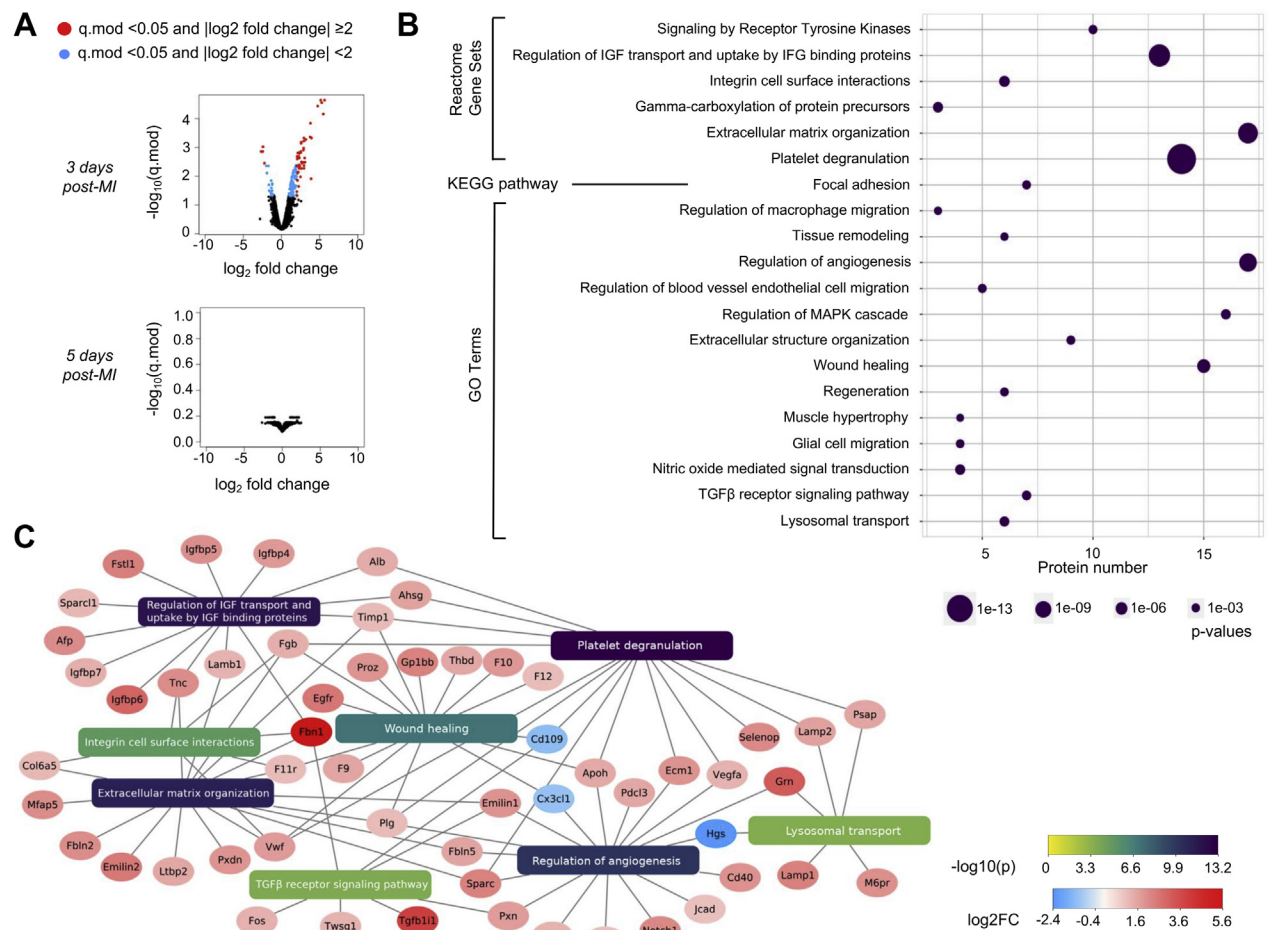 A
q.mod <0.05 and |log2 fold change| ≥2
q.mod <0.05 and |log2 fold change| <2
3 days
post-MI
-log10(q.mod)
4
3
2
1
0
-10 -5 0 5 10
log2 fold change
5 days
post-MI
-log10(q.mod)
1.0
0.8
0.6
0.4
0.2
0.0
-10 -5 0 5 10
log2 fold change
B
Reactome
Gene Sets
KEGG pathway
GO Terms
Signaling by Receptor Tyrosine Kinases
Regulation of IGF transport and uptake by IFG binding proteins
Integrin cell surface interactions
Gamma-carboxylation of protein precursors
Extracellular matrix organization
Platelet degranulation
Focal adhesion
Regulation of macrophage migration
Tissue remodeling
Regulation of angiogenesis
Regulation of blood vessel endothelial cell migration
Regulation of MAPK cascade
Extracellular structure organization
Wound healing
Regeneration
Muscle hypertrophy
Glial cell migration
Nitric oxide mediated signal transduction
TGFβ receptor signaling pathway
Lysosomal transport
5 10 15
Protein number
1e-13 1e-09 1e-06 1e-03
p-values
C
Igfbp5
Igfbp4
Fstl1
Alb
Sparcl1
Regulation of IGF transport and
uptake by IGF binding proteins
Ahsg
Timp1
Afp
Fgb
Platelet degranulation
Igfbp7
Lamb1
Proz
Gp1bb
Thbd
F10
F12
Tnc
Igfbp6
Egfr
Psap
Integrin cell surface interactions
Fbn1
Wound healing
Cd109
Selenop
Lamp2
Col6a5
F11r
F9
Apoh
Ecm1
Vegfa
Grn
Extracellular matrix organization
Mfap5
Emilin1
Cx3cl1
Pdcl3
Plg
Hgs
Lysosomal transport
Fbln2
Emilin2
Ltbp2
Pxdn
Vwf
Fbln5
Regulation of angiogenesis
TGFβ receptor signaling pathway
Sparc
Cd40
Lamp1
M6pr
Fos
Twsg1
Tgfb1i1
Pxn
Jcad
Notch1
-log10(p)
0 3.3 6.6 9.9 13.2
log2FC
-2.4 -0.4 1.6 3.6 5.6